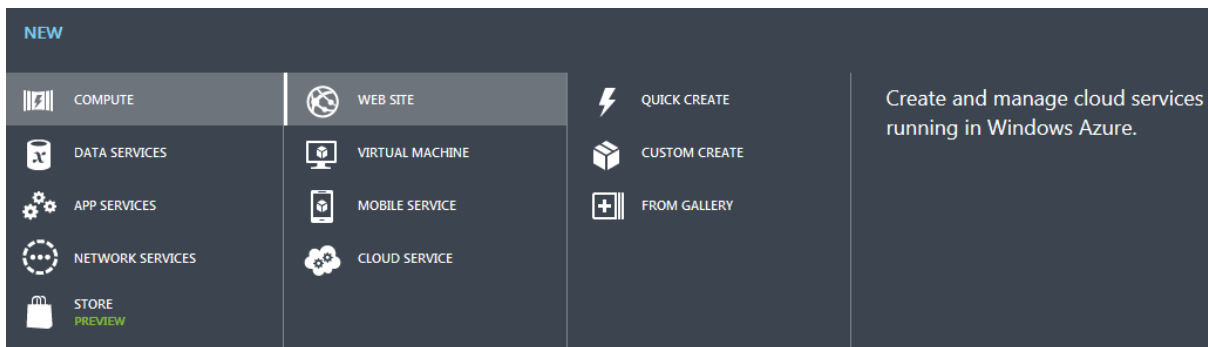 NEW
COMPUTE
DATA SERVICES
APP SERVICES
NETWORK SERVICES
STORE
PREVIEW
WEB SITE
VIRTUAL MACHINE
MOBILE SERVICE
CLOUD SERVICE
QUICK CREATE
CUSTOM CREATE
FROM GALLERY
Create and manage cloud services
running in Windows Azure.